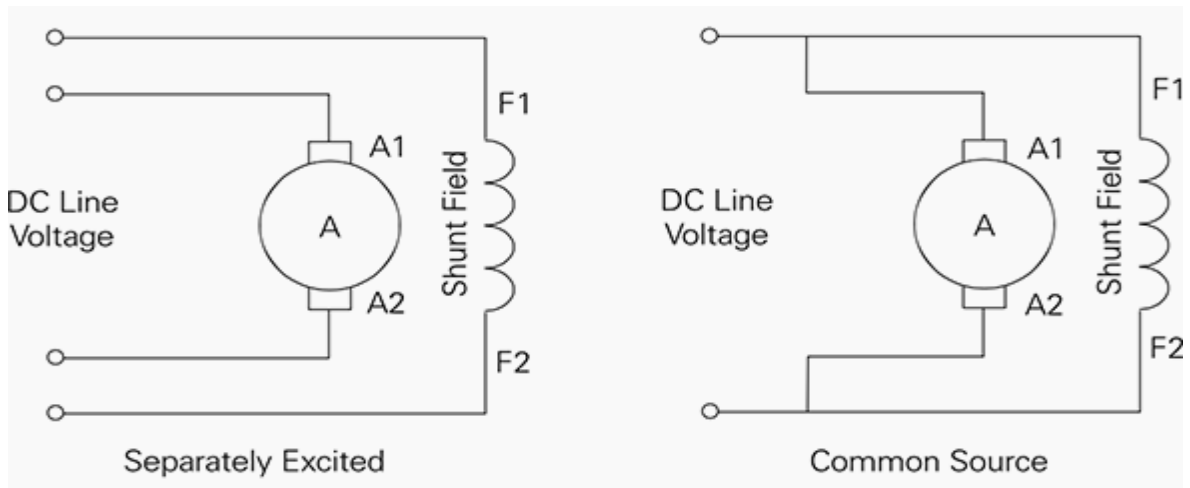 F1
A1
DC Line
Voltage
A
Shunt Field
A2
F2
Separately Excited
F1
A1
DC Line
Voltage
A
Shunt Field
A2
F2
Common Source